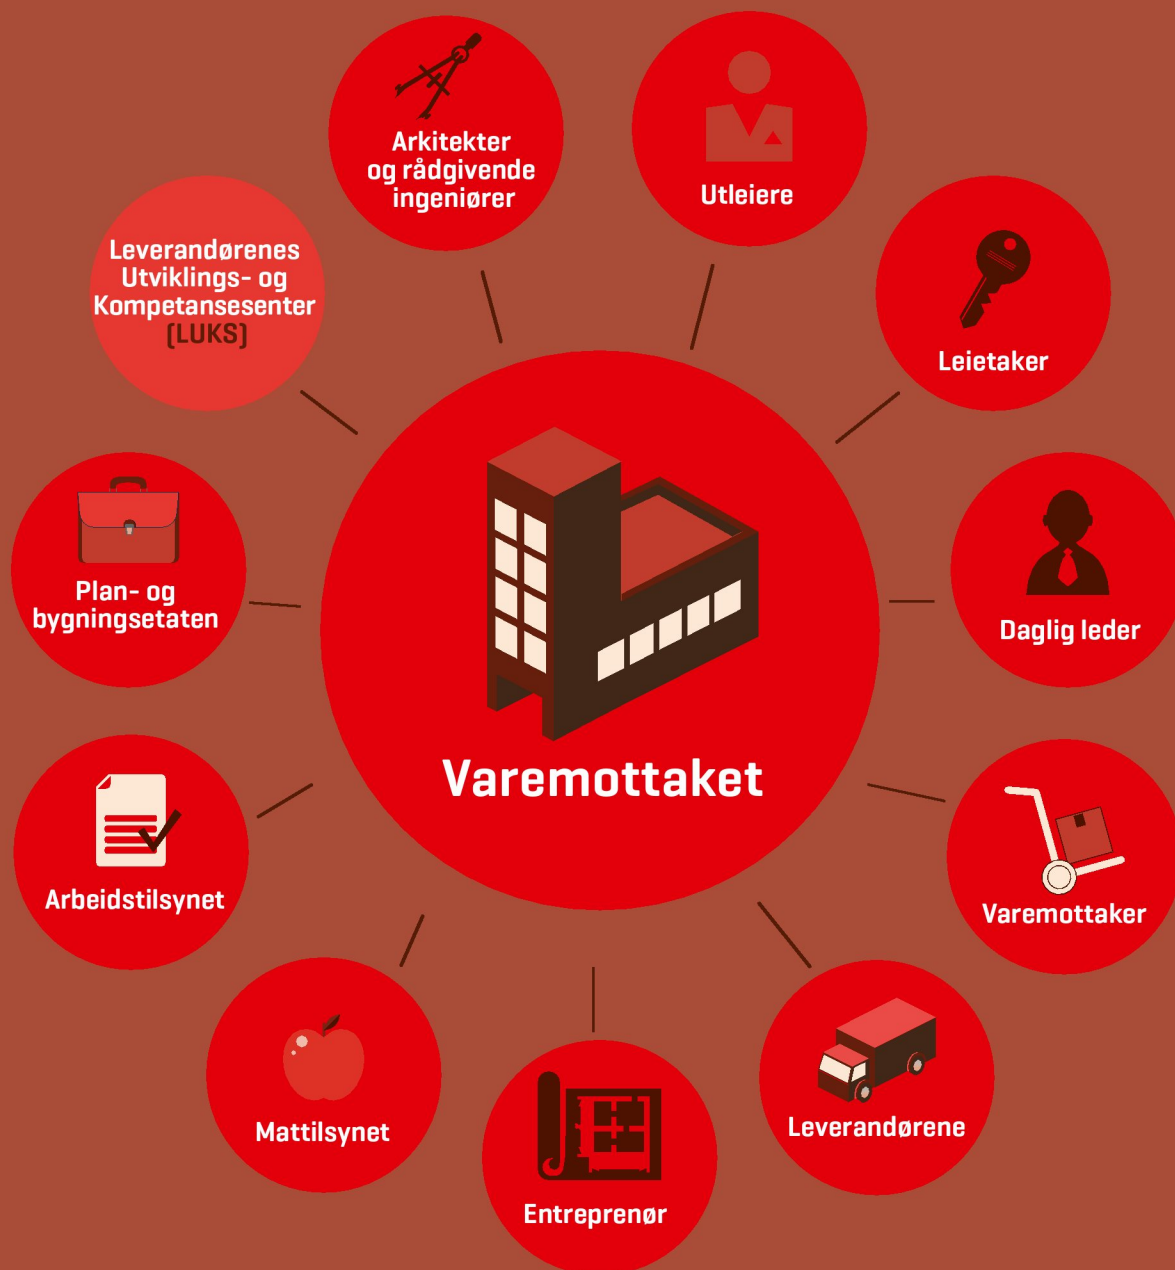 Arkitekter
og rådgivende
ingeniører
Utleiere
Leverandørenes
Utviklings- og
Kompetansesenter
(LUKS)
Leietaker
Plan- og
bygningsetaten
Daglig leder
Varemottaket
Arbeidstilsynet
Varemottaker
Mattilsynet
Leverandørene
Entreprenør